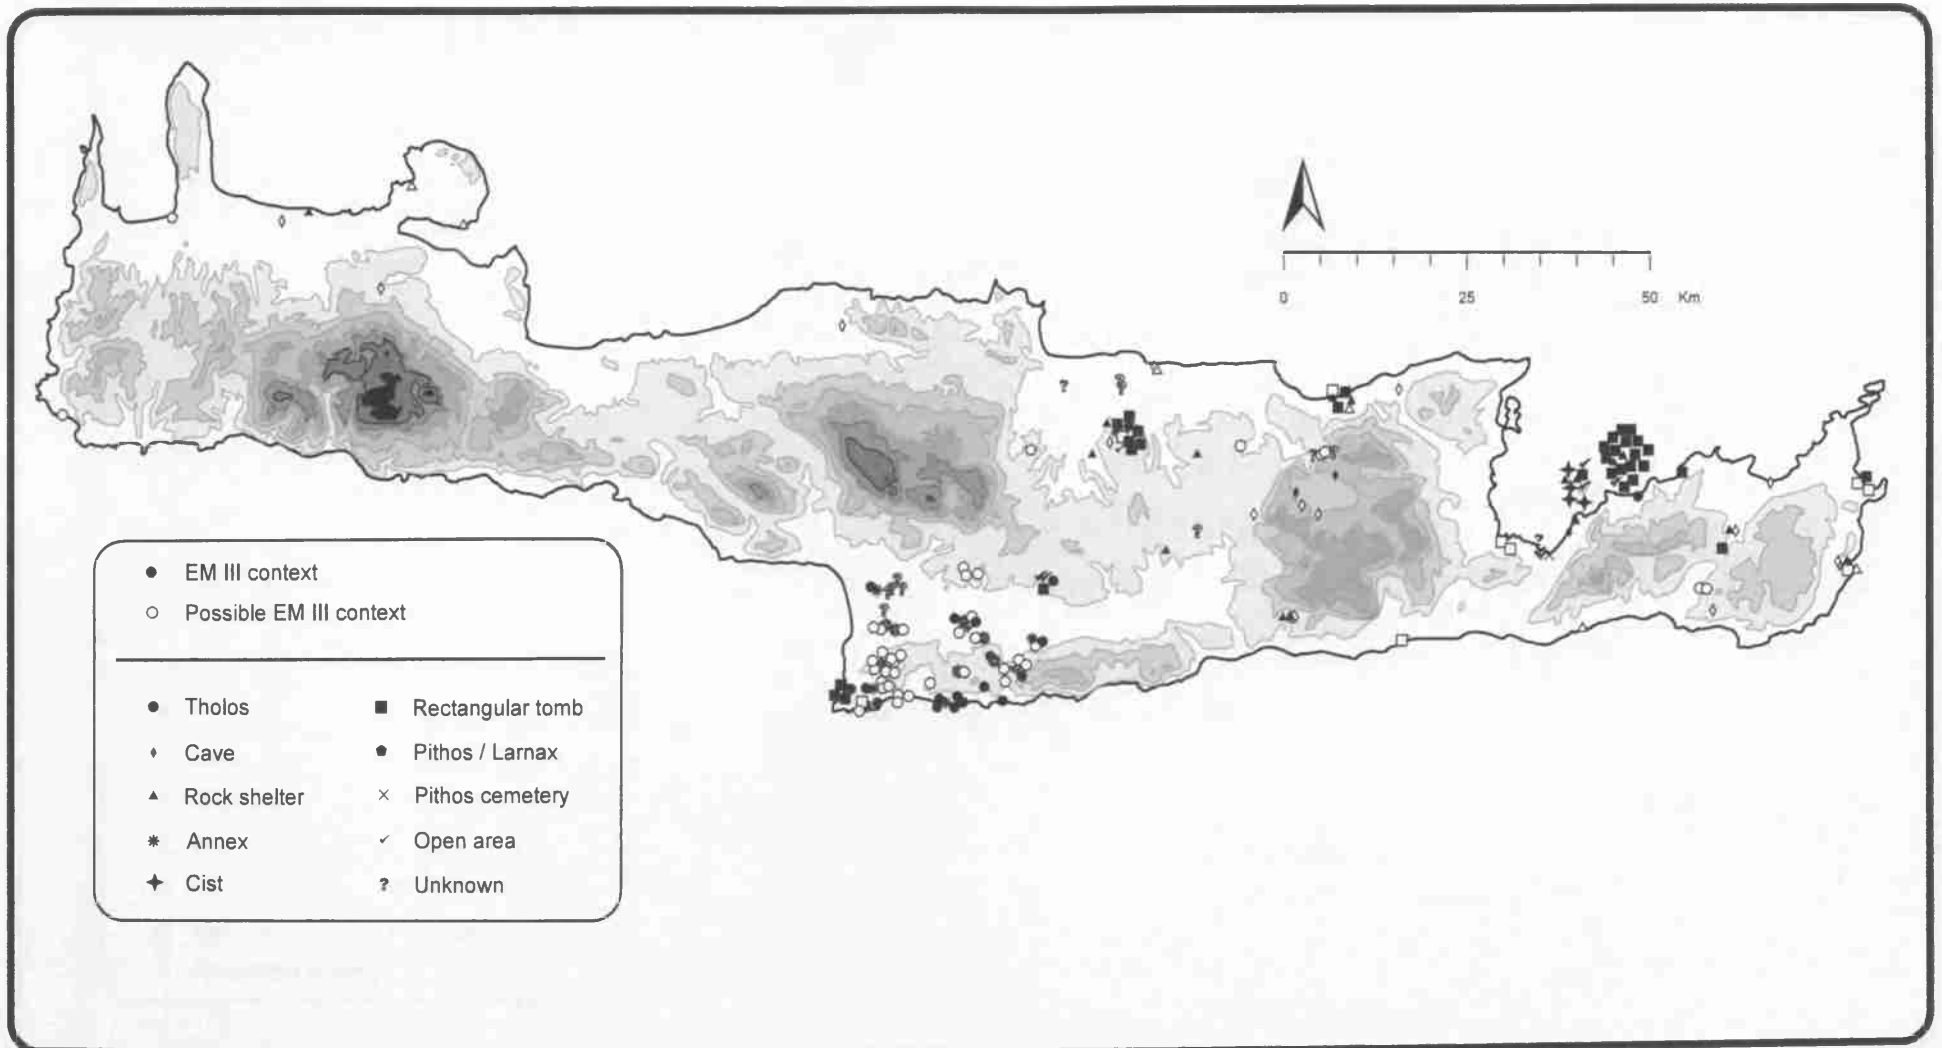 0 25 50 Km
EM III context
Possible EM III context
Tholos
Rectangular tomb
Cave
Pithos / Larnax
Rock shelter
Pithos cemetery
Annex
Open area
Cist
? Unknown